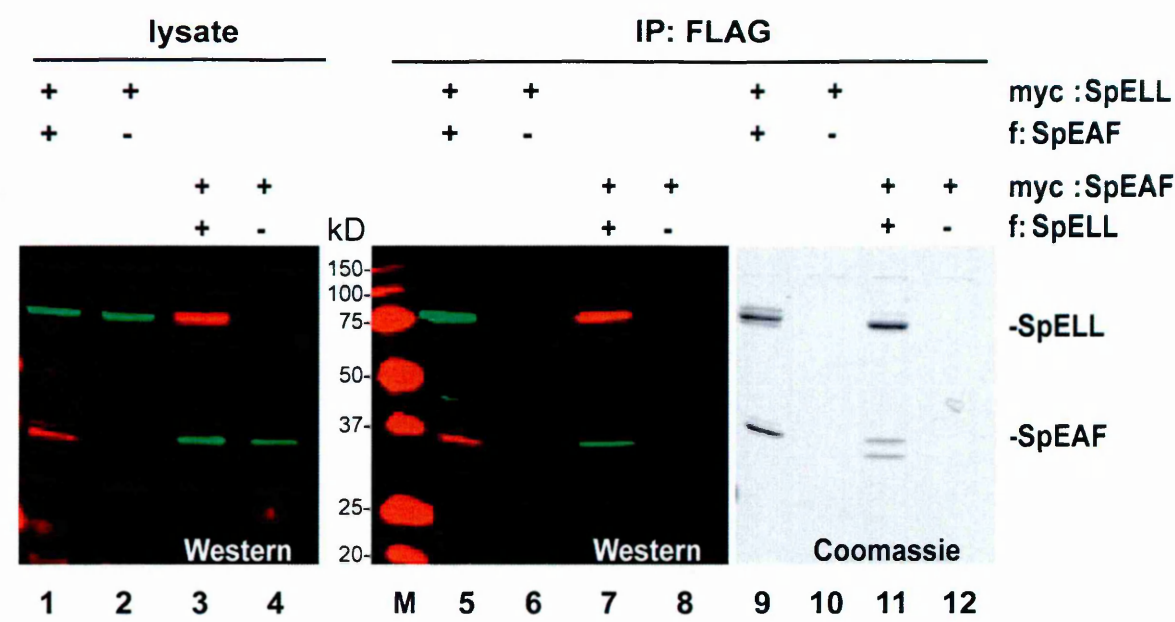 lysate IP: FLAG
+ + + + + + myc :SpELL
+ - + - + - f: SpEAF
+ + + + + + myc :SpEAF
+ - kD + - + - f: SpELL
150-
100-
75- -SpELL
50-
37- -SpEAF
25-
20-
Western Western Coomassie
1 2 3 4 M 5 6 7 8 9 10 11 12